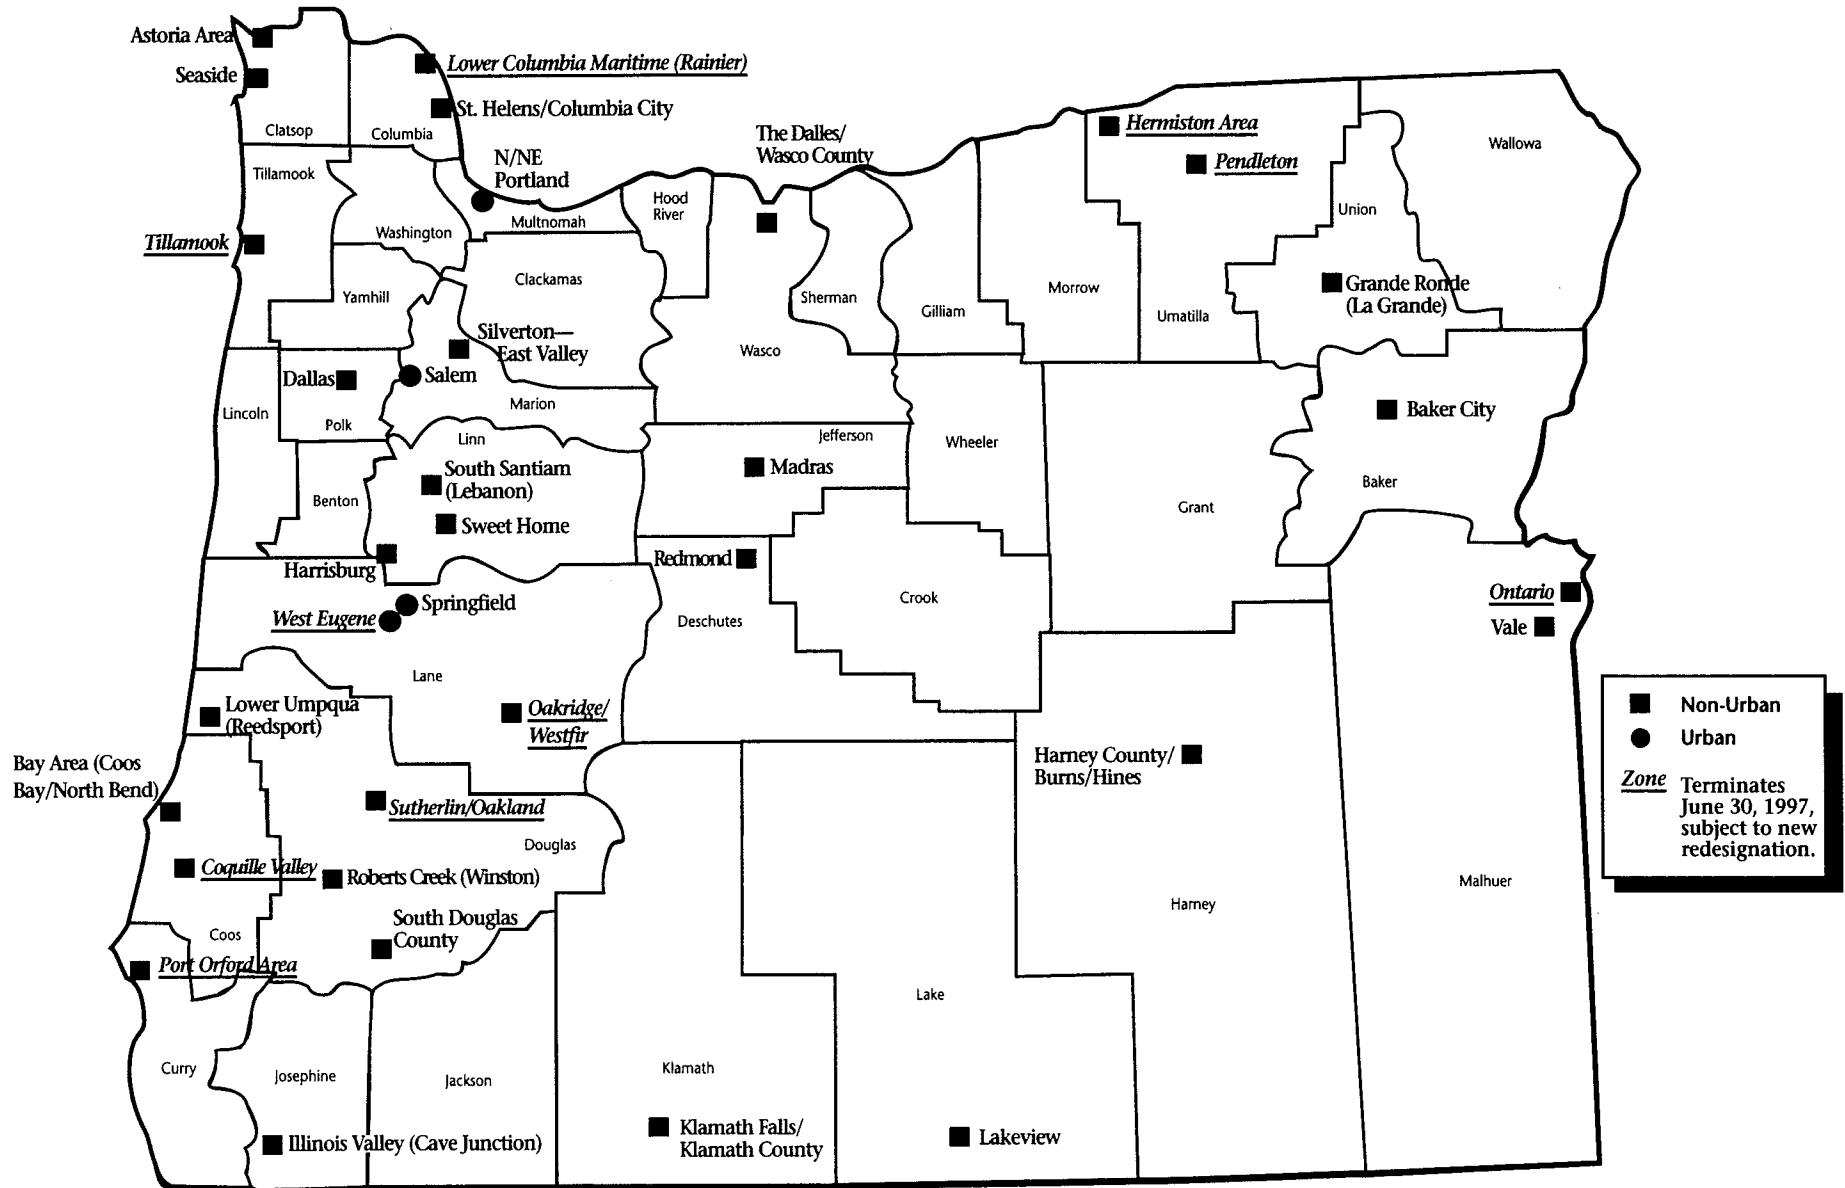 Astoria Area
Seaside
Lower Columbia Maritime (Rainier)
St. Helens/Columbia City
Clatsop
Columbia
N/NE
Portland
The Dalles/
Wasco County
Hermiston Area
Pendleton
Wallowa
Tillamook
Tillamook
Washington
Multnomah
Hood
River
Union
Yamhill
Clackamas
Sherman
Gilliam
Morrow
Umatilla
Grande Ronde
(La Grande)
Silverton—
East Valley
Wasco
Dallas
Salem
Lincoln
Polk
Marion
Baker City
Linn
Jefferson
Wheeler
South Santiam
(Lebanon)
Madras
Benton
Sweet Home
Grant
Baker
Harrisburg
Redmond
Springfield
West Eugene
Crook
Deschutes
Ontario
Vale
Lane
Lower Umpqua
(Reedsport)
Oakridge/
Westfir
Bay Area (Coos
Bay/North Bend)
Harney County/
Burns/Hines
Sutherlin/Oakland
Douglas
Coquille Valley
Roberts Creek (Winston)
South Douglas
County
Coos
Port Orford Area
Harney
Malhuer
Lake
Curry
Josephine
Jackson
Klamath
Illinois Valley (Cave Junction)
Klamath Falls/
Klamath County
Lakeview
Non-Urban
Urban
Zone Terminates
June 30, 1997,
subject to new
redesignation.